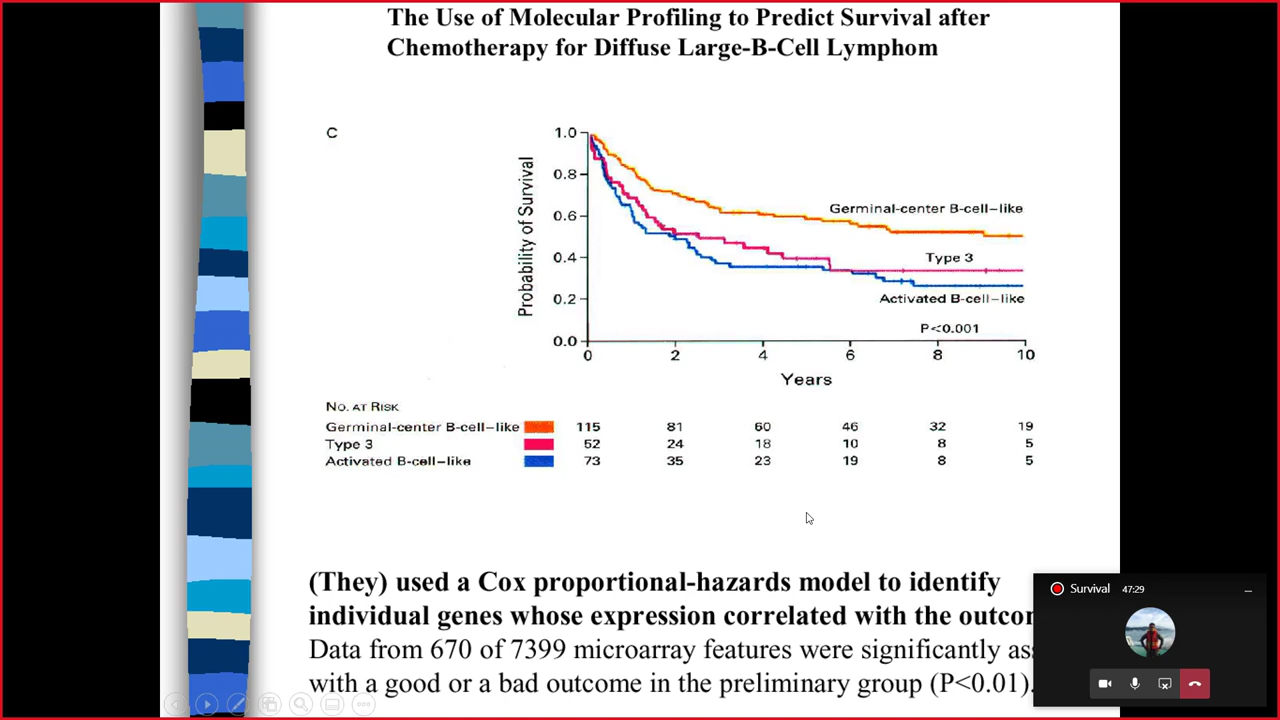 The Use of Molecular Profiling to Predict Survival after
Chemotherapy for Diffuse Large-B-Cell Lymphom
C
1.0
0.8
0.6
0.4
0.2
0.0
Probability of Survival
Germinal-center B-cell–like
Type 3
Activated B-cell–like
P<0.001
0 2 4 6 8 10
Years
No. at Risk
Germinal-center B-cell–like 115 81 60 46 32 19
Type 3 52 24 18 10 8 5
Activated B-cell–like 73 35 23 19 8 5
(They) used a Cox proportional-hazards model to identify
individual genes whose expression correlated with the outcom
Data from 670 of 7399 microarray features were significantly ass
with a good or a bad outcome in the preliminary group (P<0.01).
Survival 47:29